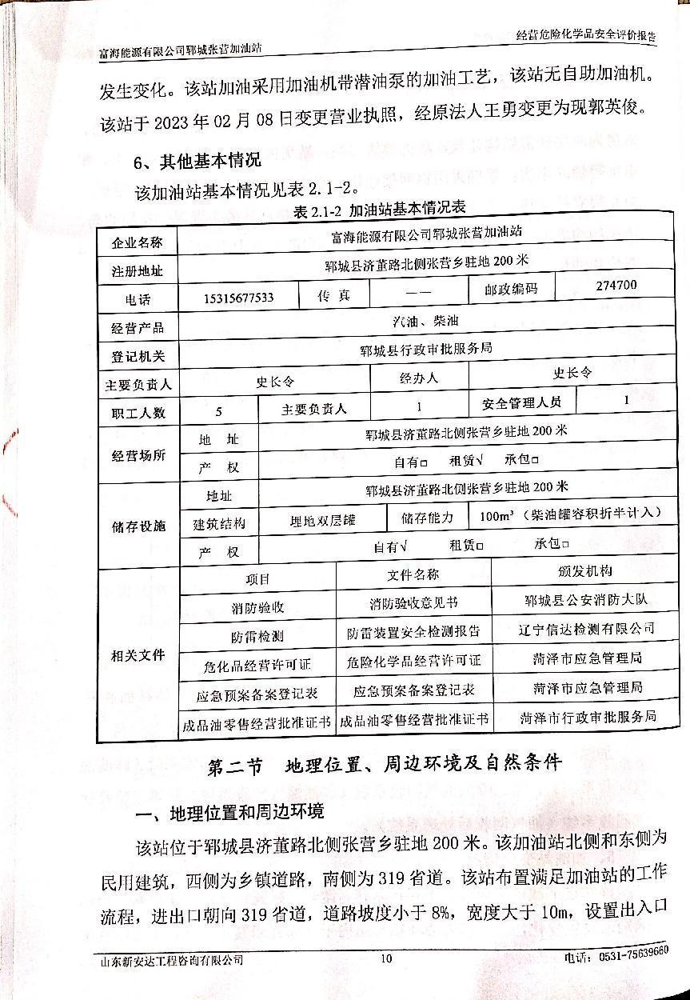 富海能源有限公司郓城张营加油站 经营危险化学品安全评价报告
发生变化。该站加油采用加油机带潜油泵的加油工艺，该站无自助加油机。
该站于 2023 年 02 月 08 日变更营业执照，经原法人王勇变更为现郭英俊。
6、其他基本情况
该加油站基本情况见表 2.1-2。
表 2.1-2 加油站基本情况表
企业名称 富海能源有限公司郓城张营加油站
注册地址 郓城县济董路北侧张营乡驻地 200 米
电话 15315677533 传 真 —— 邮政编码 274700
经营产品 汽油、柴油
登记机关 郓城县行政审批服务局
主要负责人 史长令 经办人 史长令
职工人数 5 主要负责人 1 安全管理人员 1
经营场所 地 址 郓城县济董路北侧张营乡驻地 200 米
产 权 自有□ 租赁√ 承包□
储存设施 地址 郓城县济董路北侧张营乡驻地 200 米
建筑结构 埋地双层罐 储存能力 100m³（柴油罐容积折半计入）
产 权 自有√ 租赁□ 承包□
相关文件 项目 文件名称 颁发机构
消防验收 消防验收意见书 郓城县公安消防大队
防雷检测 防雷装置安全检测报告 辽宁信达检测有限公司
危化品经营许可证 危险化学品经营许可证 菏泽市应急管理局
应急预案备案登记表 应急预案备案登记表 菏泽市应急管理局
成品油零售经营批准证书 成品油零售经营批准证书 菏泽市行政审批服务局
第二节 地理位置、周边环境及自然条件
一、地理位置和周边环境
该站位于郓城县济董路北侧张营乡驻地 200 米。该加油站北侧和东侧为
民用建筑，西侧为乡镇道路，南侧为 319 省道。该站布置满足加油站的工作
流程，进出口朝向 319 省道，道路坡度小于 8%，宽度大于 10m，设置出入口
山东新安达工程咨询有限公司 10 电话：0531-75639660